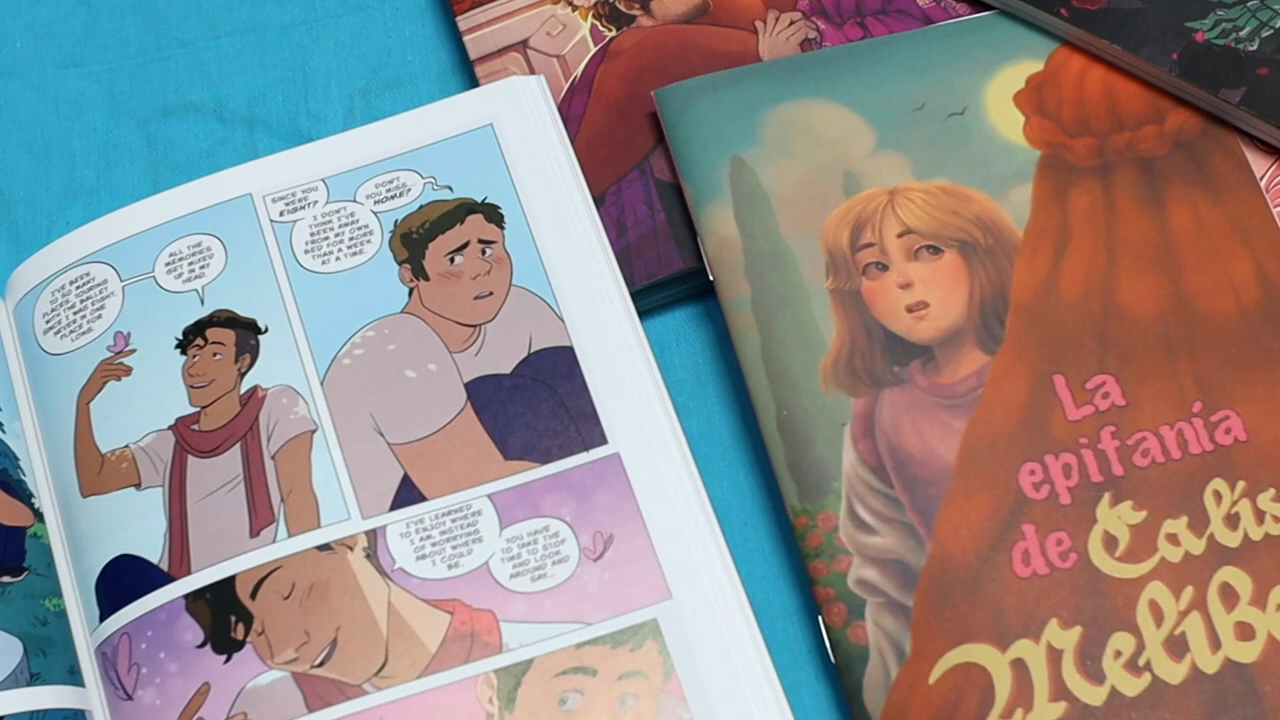 I'VE BEEN
TO SO MANY
PLACES, TOURING
WITH THE BALLET
SINCE I WAS EIGHT.
NEVER IN ONE
PLACE FOR
LONG.
ALL THE
MEMORIES
GET MIXED
UP IN MY
HEAD.
SINCE YOU
WERE
EIGHT?
I DON'T
THINK I'VE
BEEN AWAY
FROM MY OWN
BED FOR MORE
THAN A WEEK
AT A TIME.
DON'T
YOU MISS...
HOME?
I'VE LEARNED
TO ENJOY WHERE
I AM, INSTEAD
OF WORRYING
ABOUT WHERE
I COULD
BE.
YOU HAVE
TO TAKE THE
TIME TO STOP
AND LOOK
AROUND AND
SAY...
La
epifanía
de Calis
Melibe